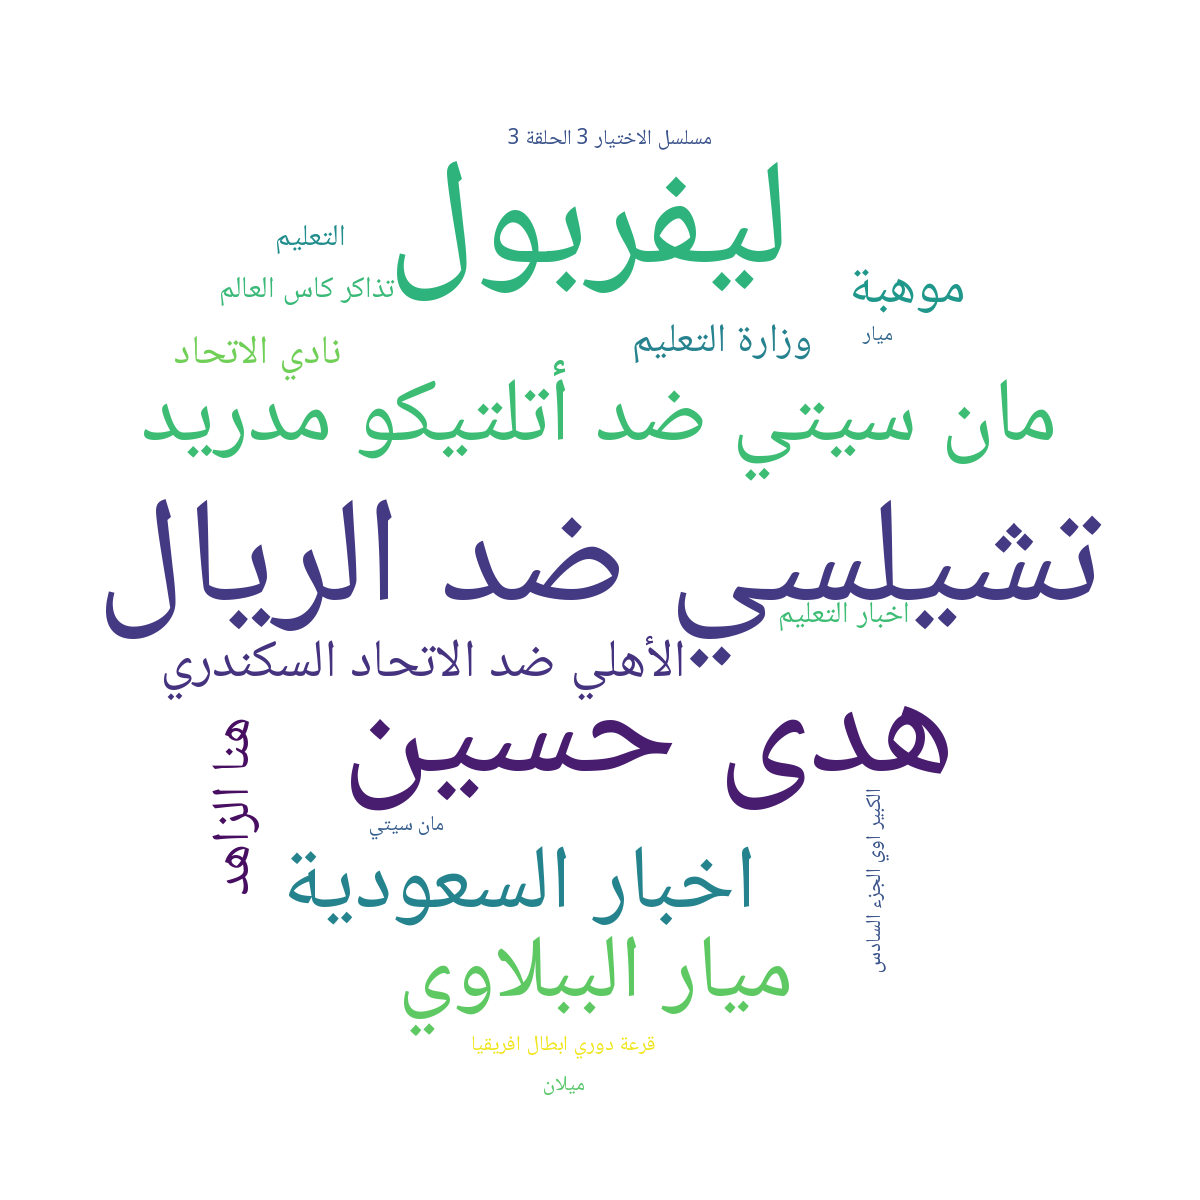 مسلسل الاختيار 3 الحلقة 3
ليفربول
التعليم
تذاكر كاس العالم
موهبة
ميار
وزارة التعليم
نادي الاتحاد
مان سيتي ضد أتلتيكو مدريد
تشيلسي ضد الريال
اخبار التعليم
الأهلي ضد الاتحاد السكندري
هدى حسين
هنا الزاهد
مان سيتي
الكبير اوي الجزء السادس
اخبار السعودية
ميار الببلاوي
قرعة دوري ابطال افريقيا
ميلان